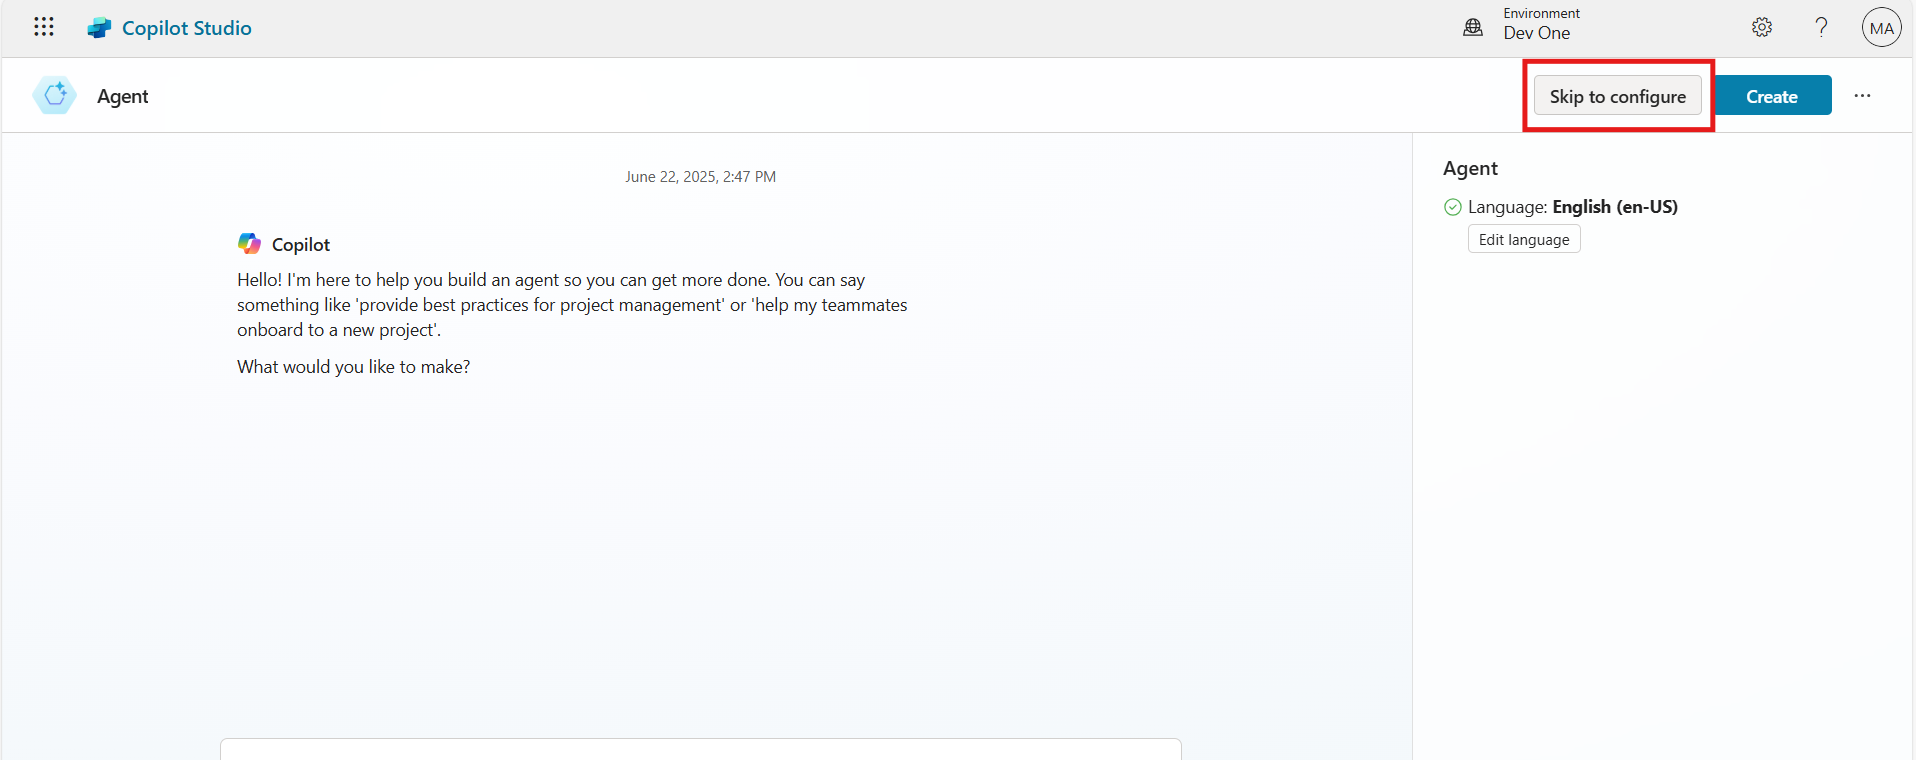 Copilot Studio
Environment
Dev One
?
MA
Agent
Skip to configure
Create
...
June 22, 2025, 2:47 PM
Copilot
Hello! I'm here to help you build an agent so you can get more done. You can say
something like 'provide best practices for project management' or 'help my teammates
onboard to a new project'.
What would you like to make?
Agent
Language: English (en-US)
Edit language